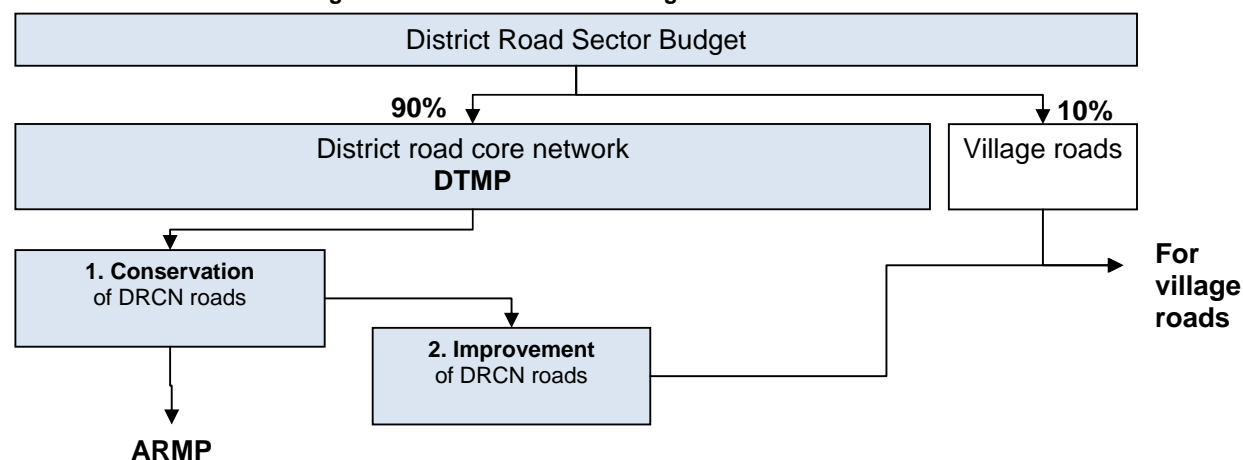 District Road Sector Budget
90%
10%
District road core network
DTMP
Village roads
1. Conservation
of DRCN roads
For
village
roads
2. Improvement
of DRCN roads
ARMP